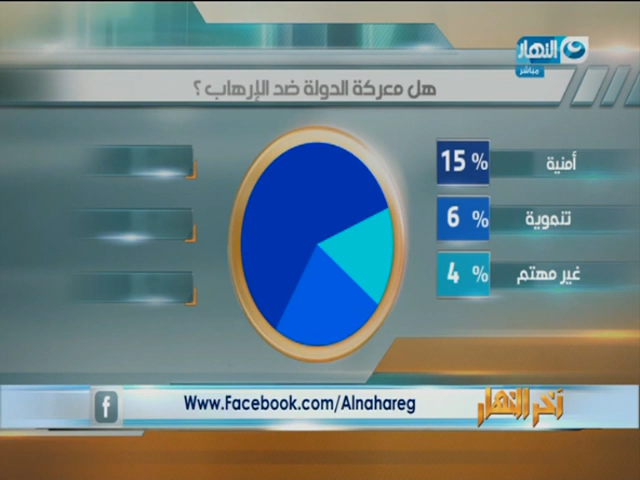 النهار
مباشر
هل معركة الدولة ضد الإرهاب ؟
أمنية 15 %
تنموية 6 %
غير مهتم 4 %
Www.Facebook.com/Alnahareg
آخر النهار